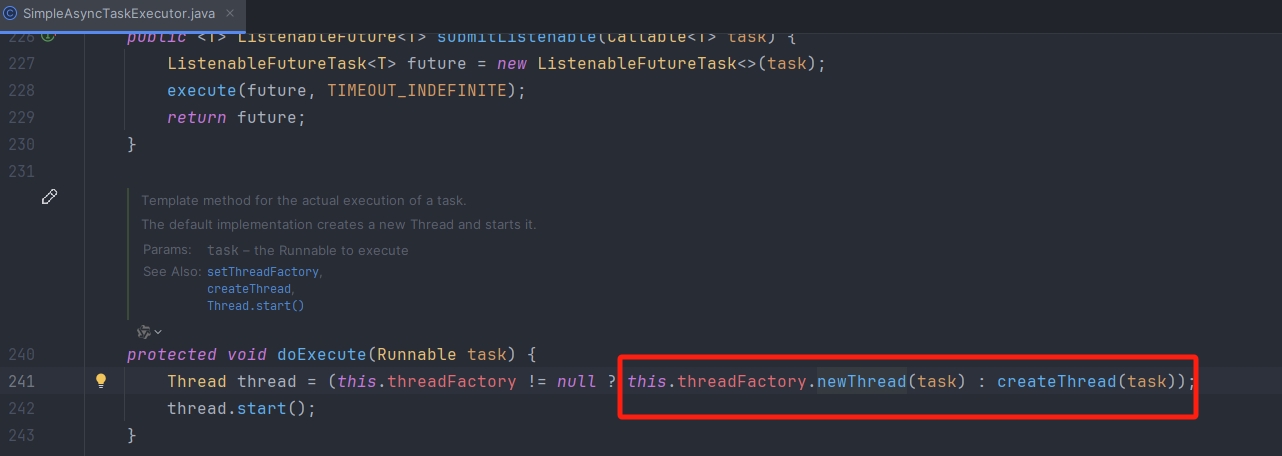 SimpleAsyncTaskExecutor.java ×
226 public <T> ListenableFuture<T> submitListenable(Callable<T> task) {
227 ListenableFutureTask<T> future = new ListenableFutureTask<>(task);
228 execute(future, TIMEOUT_INDEFINITE);
229 return future;
230 }
231
Template method for the actual execution of a task.
The default implementation creates a new Thread and starts it.
Params: task – the Runnable to execute
See Also: setThreadFactory,
createThread,
Thread.start()
240 protected void doExecute(Runnable task) {
241 Thread thread = (this.threadFactory != null ? this.threadFactory.newThread(task) : createThread(task));
242 thread.start();
243 }